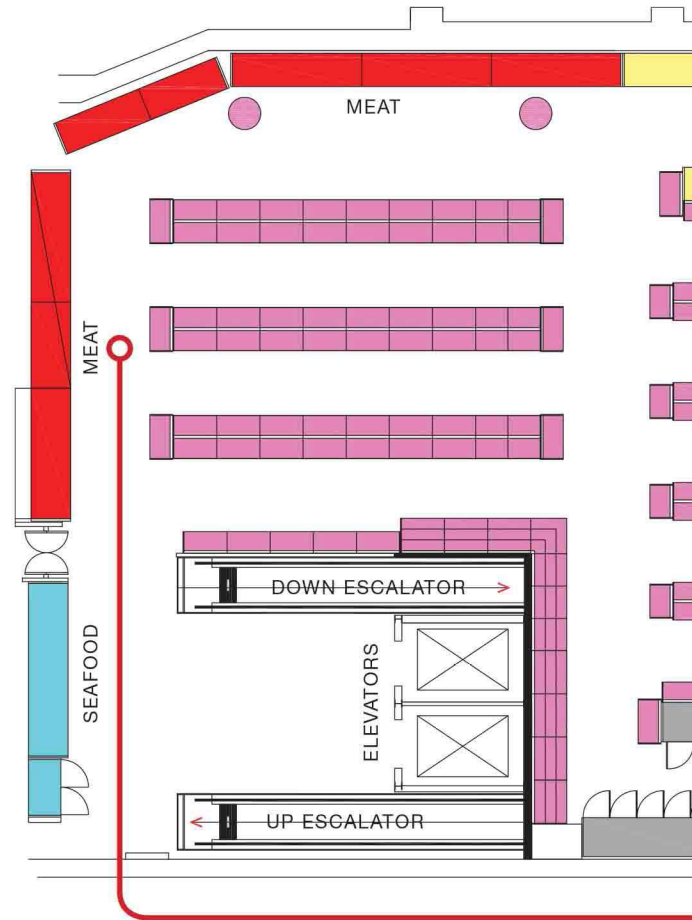 MEAT
MEAT
DOWN ESCALATOR
SEAFOOD
ELEVATORS
UP ESCALATOR